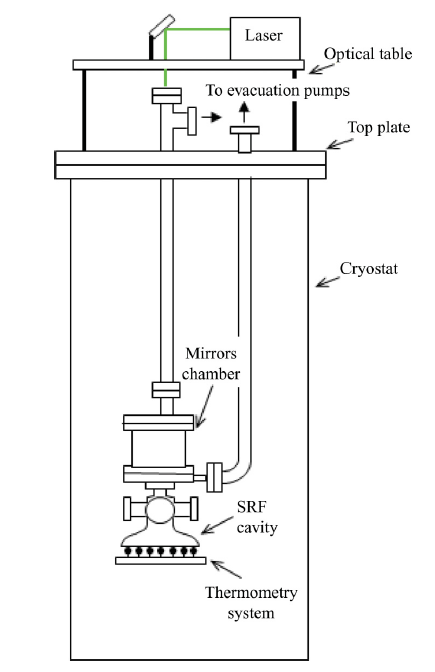 Laser
Optical table
To evacuation pumps
Top plate
Cryostat
Mirrors
chamber
SRF
cavity
Thermometry
system